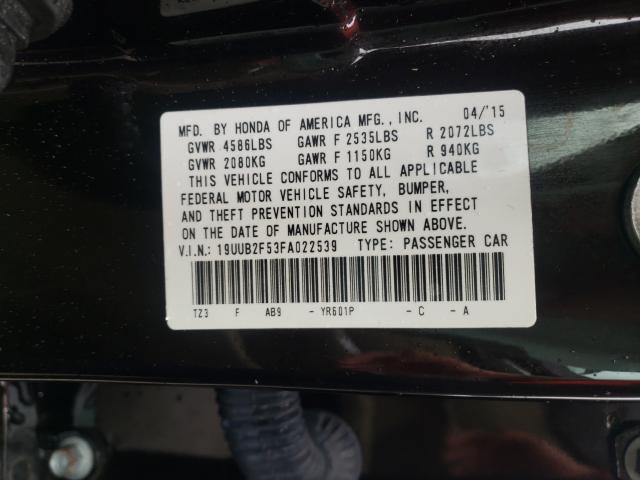 MFD. BY HONDA OF AMERICA MFG., INC. 04/'15
GVWR 4586LBS GAWR F 2535LBS R 2072LBS
GVWR 2080KG GAWR F 1150KG R 940KG
THIS VEHICLE CONFORMS TO ALL APPLICABLE
FEDERAL MOTOR VEHICLE SAFETY, BUMPER,
AND THEFT PREVENTION STANDARDS IN EFFECT
ON THE DATE OF MANUFACTURE SHOWN ABOVE.
V.I.N.: 19UUB2F53FA022539 TYPE: PASSENGER CAR
TZ3 F AB9 - YR601P - C - A